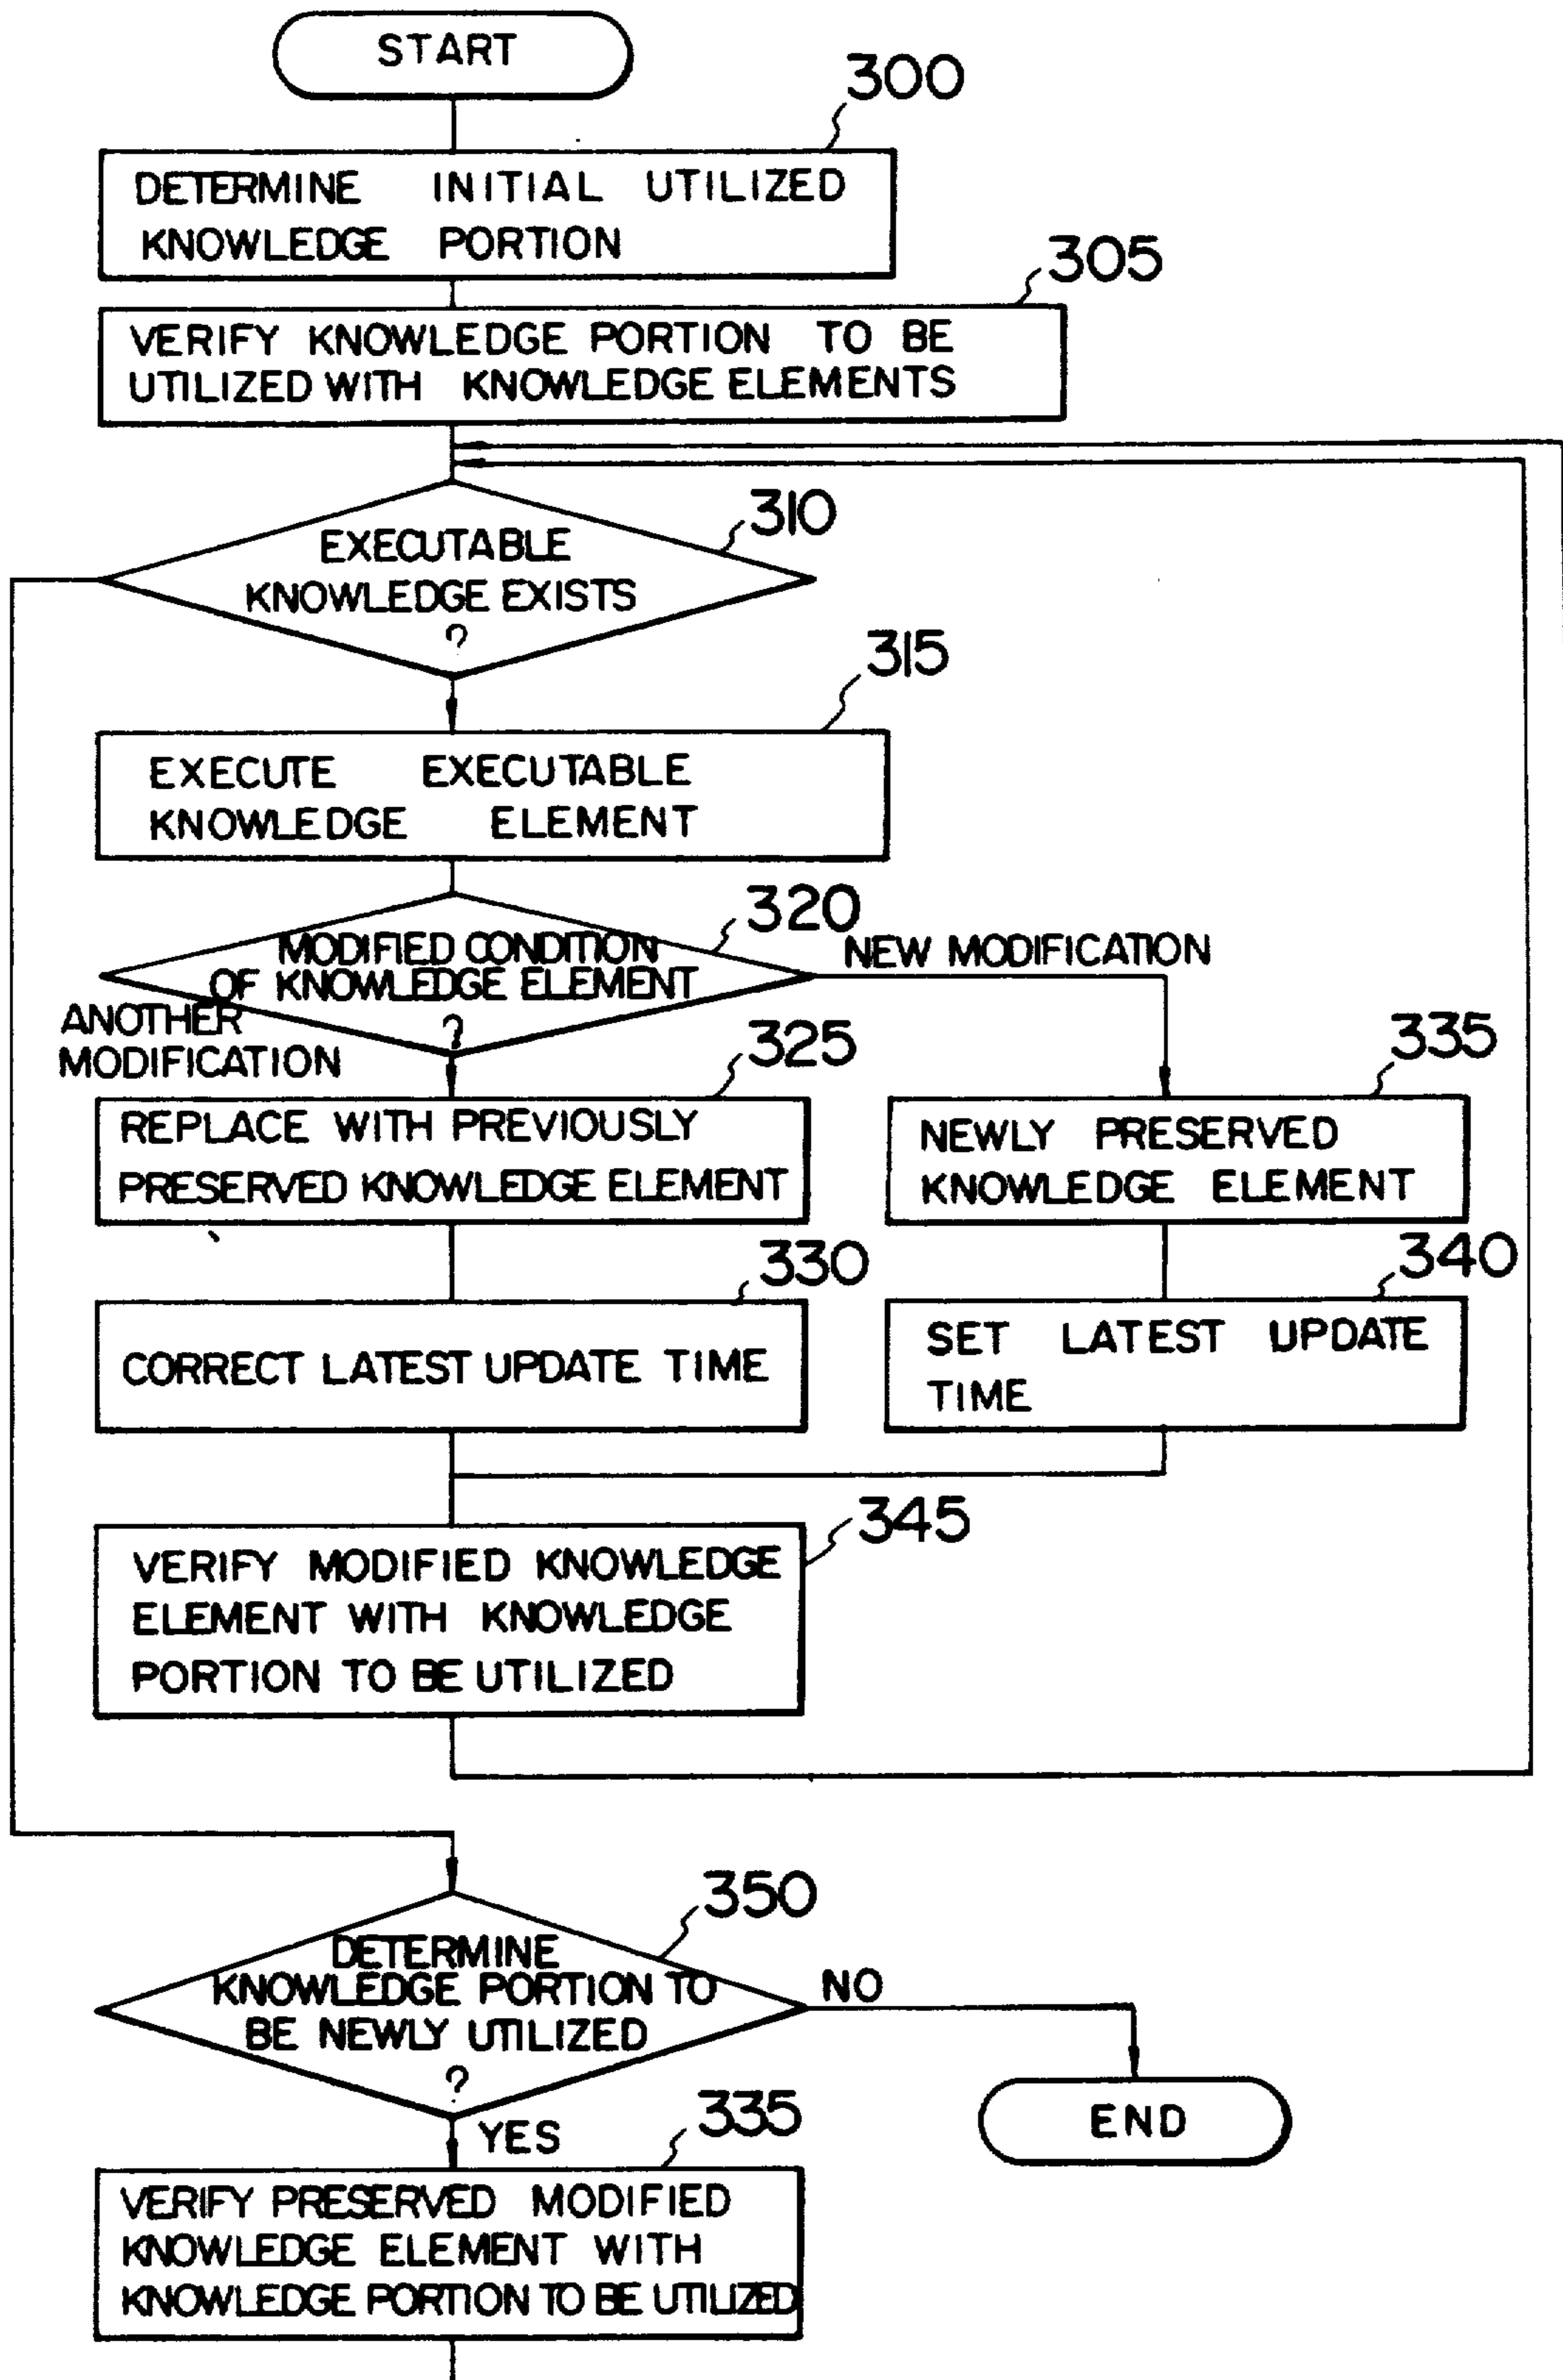 START
300
DETERMINE INITIAL UTILIZED
KNOWLEDGE PORTION
305
VERIFY KNOWLEDGE PORTION TO BE
UTILIZED WITH KNOWLEDGE ELEMENTS
310
EXECUTABLE
KNOWLEDGE EXISTS
?
315
EXECUTE EXECUTABLE
KNOWLEDGE ELEMENT
320
MODIFIED CONDITION
OF KNOWLEDGE ELEMENT
?
NEW MODIFICATION
ANOTHER
MODIFICATION
325
REPLACE WITH PREVIOUSLY
PRESERVED KNOWLEDGE ELEMENT
335
NEWLY PRESERVED
KNOWLEDGE ELEMENT
330
CORRECT LATEST UPDATE TIME
340
SET LATEST UPDATE
TIME
345
VERIFY MODIFIED KNOWLEDGE
ELEMENT WITH KNOWLEDGE
PORTION TO BE UTILIZED
350
DETERMINE
KNOWLEDGE PORTION TO
BE NEWLY UTILIZED
?
NO
END
YES
335
VERIFY PRESERVED MODIFIED
KNOWLEDGE ELEMENT WITH
KNOWLEDGE PORTION TO BE UTILIZED